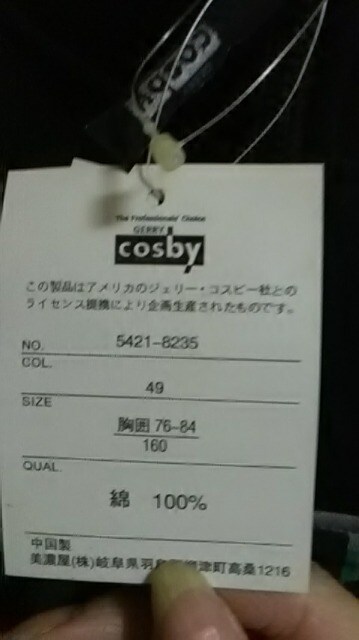 COSBY
The Professionals' Choice
GERRY
cosby
この製品はアメリカのジェリー・コスビー社との
ライセンス提携により企画生産されたものです。
NO. 5421-8235
COL. 49
SIZE 胸囲 76-84
160
QUAL. 綿 100%
中国製
美濃屋(株)岐阜県羽 津町高桑1216